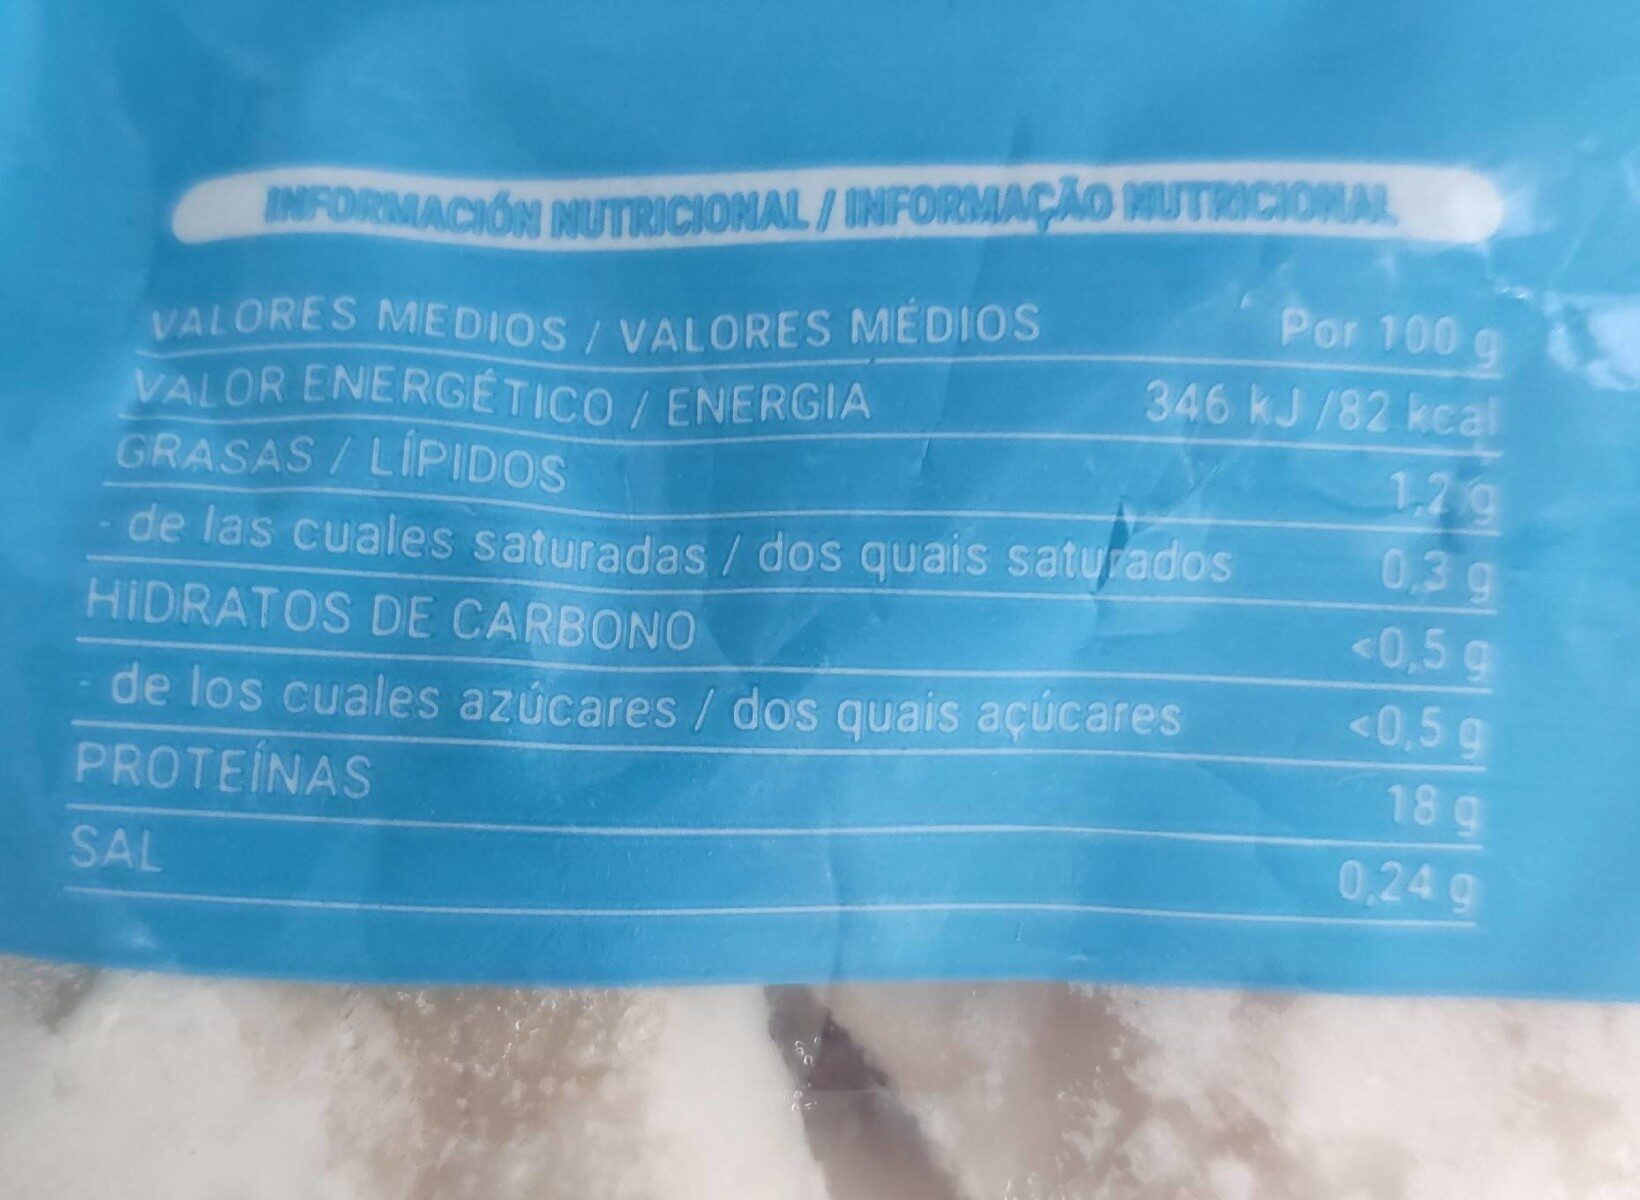 INFORMACIÓN NUTRICIONAL / INFORMAÇÃO NUTRICIONAL
VALORES MEDIOS / VALORES MÉDIOS Por 100 g
VALOR ENERGÉTICO / ENERGIA 346 kJ /82 kcal
GRASAS / LÍPIDOS 1,2 g
- de las cuales saturadas / dos quais saturados 0,3 g
HIDRATOS DE CARBONO <0,5 g
- de los cuales azúcares / dos quais açúcares <0,5 g
PROTEÍNAS 18 g
SAL 0,24 g